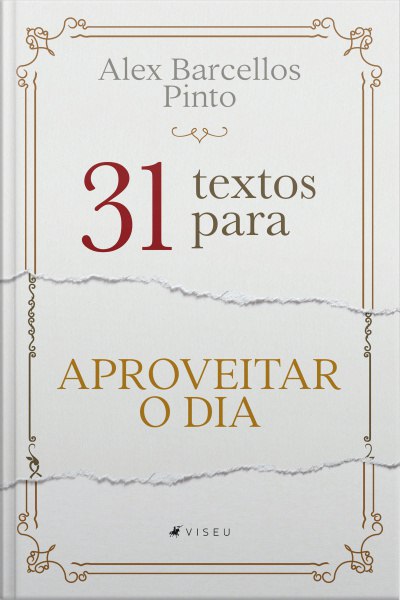 Alex Barcellos
Pinto
31 textos
para
APROVEITAR
O DIA
VISEU